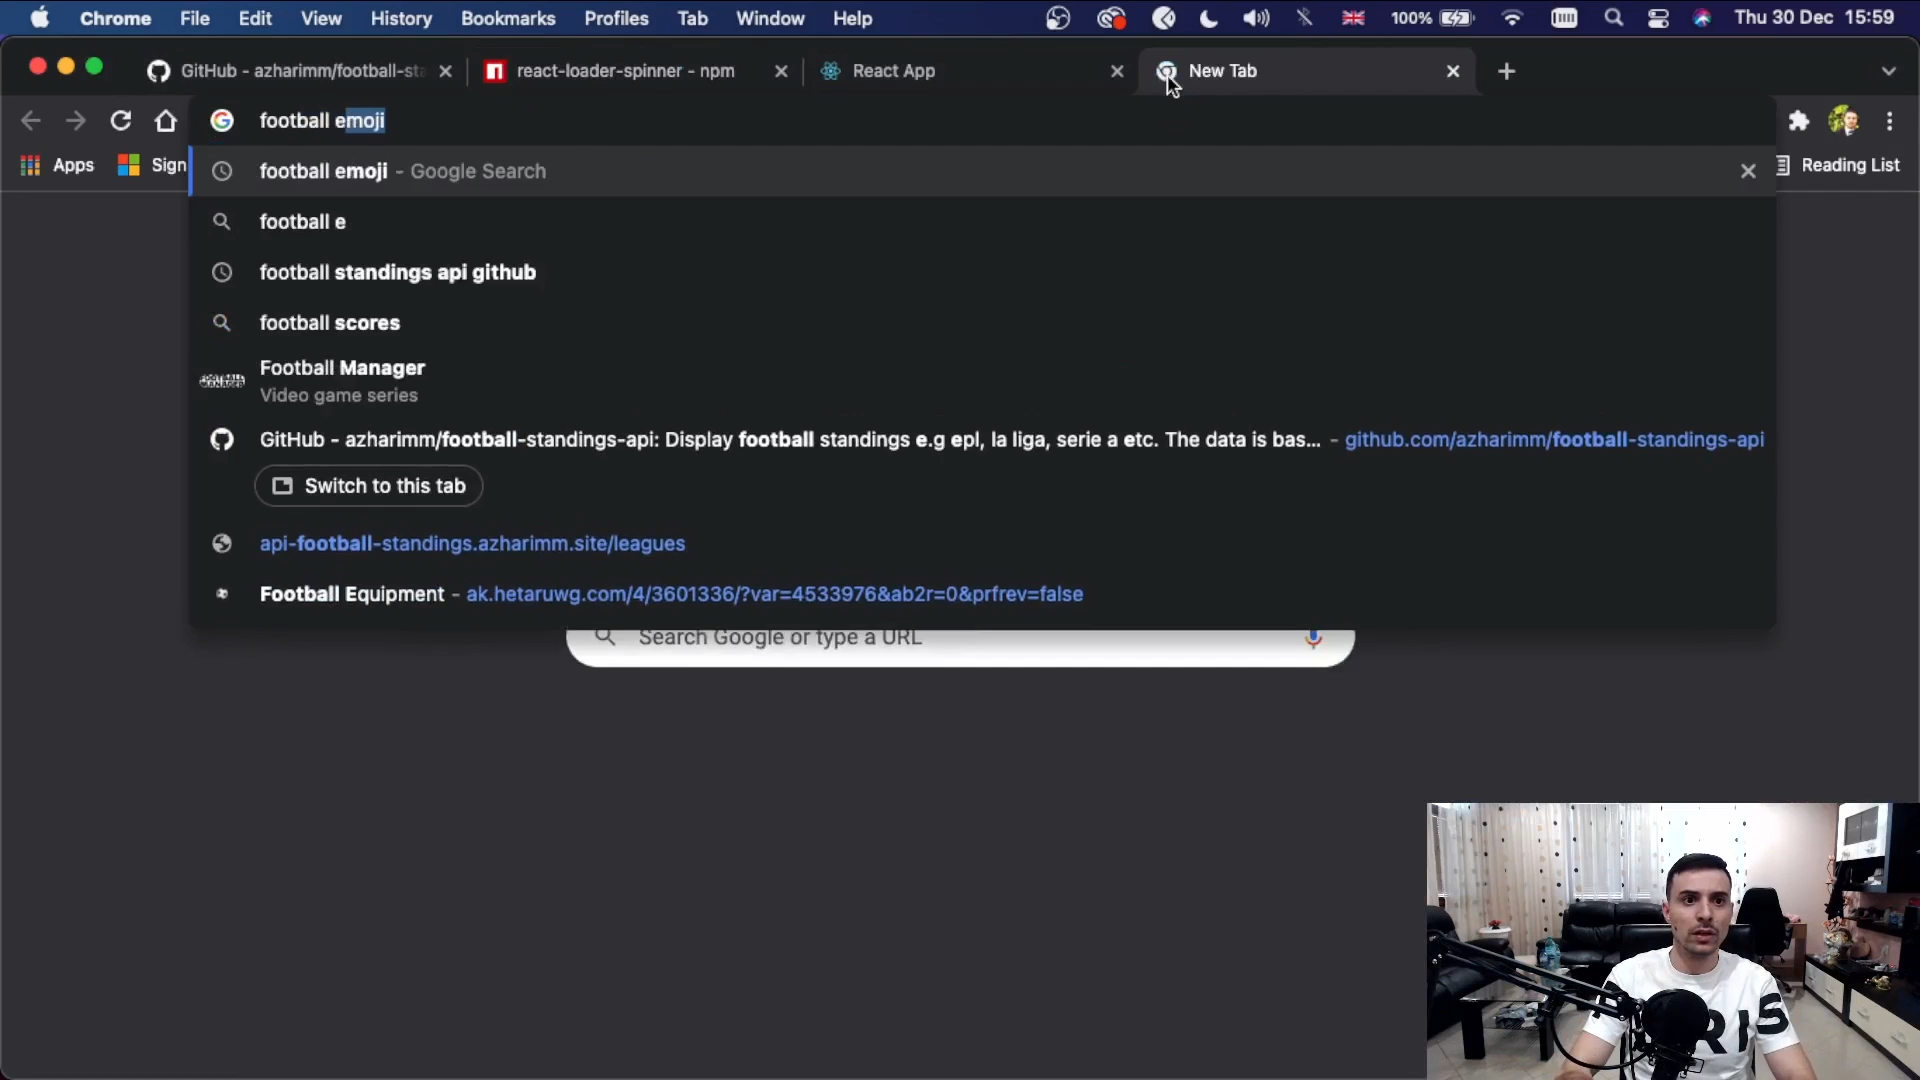 Chrome File Edit View History Bookmarks Profiles Tab Window Help 100% Thu 30 Dec 15:59
GitHub - azharimm/football-sta react-loader-spinner - npm React App New Tab
football emoji
Apps Sign Reading List
football emoji - Google Search
football e
football standings api github
football scores
Football Manager
FOOTBALL MANAGER
Video game series
GitHub - azharimm/football-standings-api: Display football standings e.g epl, la liga, serie a etc. The data is bas... - github.com/azharimm/football-standings-api
Switch to this tab
api-football-standings.azharimm.site/leagues
Football Equipment - ak.hetaruwg.com/4/3601336/?var=4533976&ab2r=0&prfrev=false
Search Google or type a URL